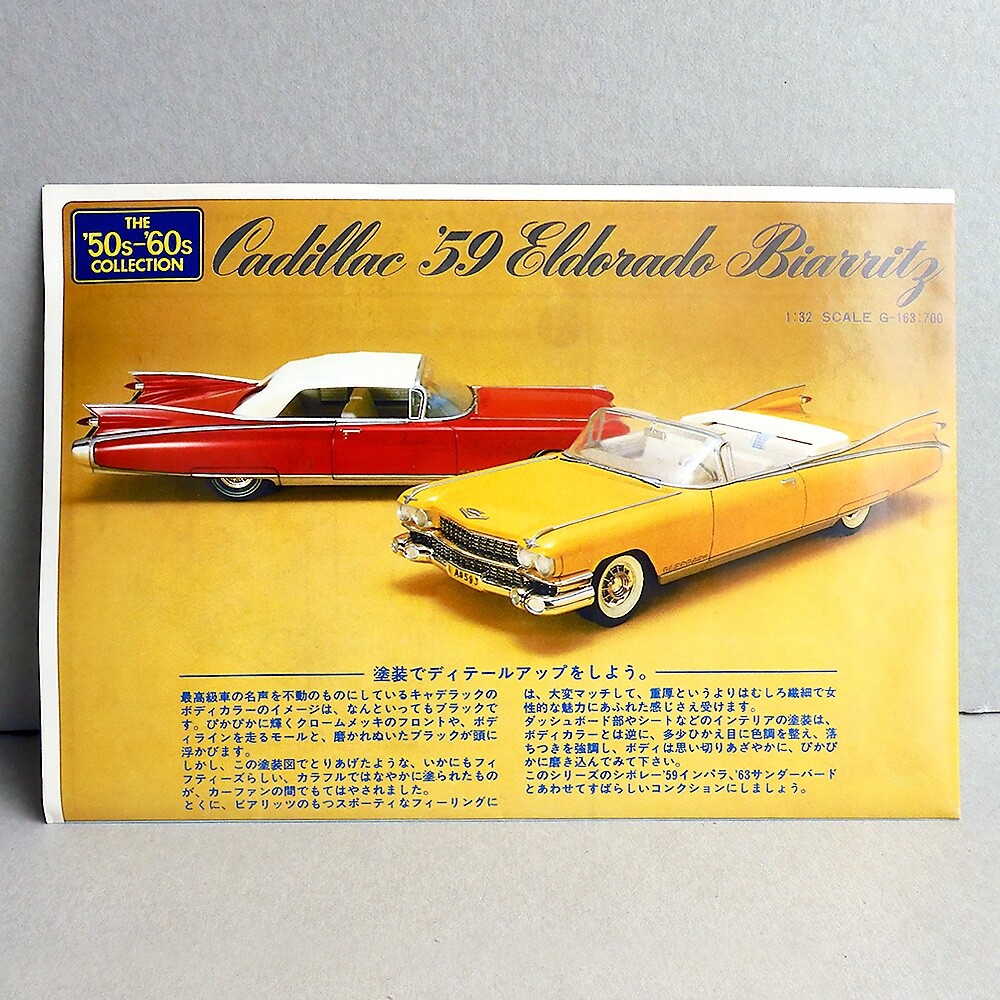 THE
'50s-'60s
COLLECTION
Cadillac '59 Eldorado Biarritz
1:32 SCALE G-163:700
塗装でディテールアップをしよう。
最高級車の名声を不動のものにしているキャデラックの
ボディカラーのイメージは、なんといってもブラックで
す。ぴかぴかに輝くクロームメッキのフロントや、ボデ
ィラインを走るモールと、磨かれぬいたブラックが頭に
浮かびます。
しかし、この塗装図でとりあげたような、いかにもフィ
フティーズらしい、カラフルではなやかに塗られたもの
が、カーファンの間でもてはやされました。
とくに、ビアリッツのもつスポーティなフィーリングに
は、大変マッチして、重厚というよりはむしろ繊細で女
性的な魅力にあふれた感じさえ受けます。
ダッシュボード部やシートなどのインテリアの塗装は、
ボディカラーとは逆に、多少ひかえ目に色調を整え、落
ちつきを強調し、ボディは思い切りあざやかに、ぴかぴ
かに磨き込んでみて下さい。
このシリーズのシボレー'59インパラ、'63サンダーバード
とあわせてすばらしいコンクションにしましょう。